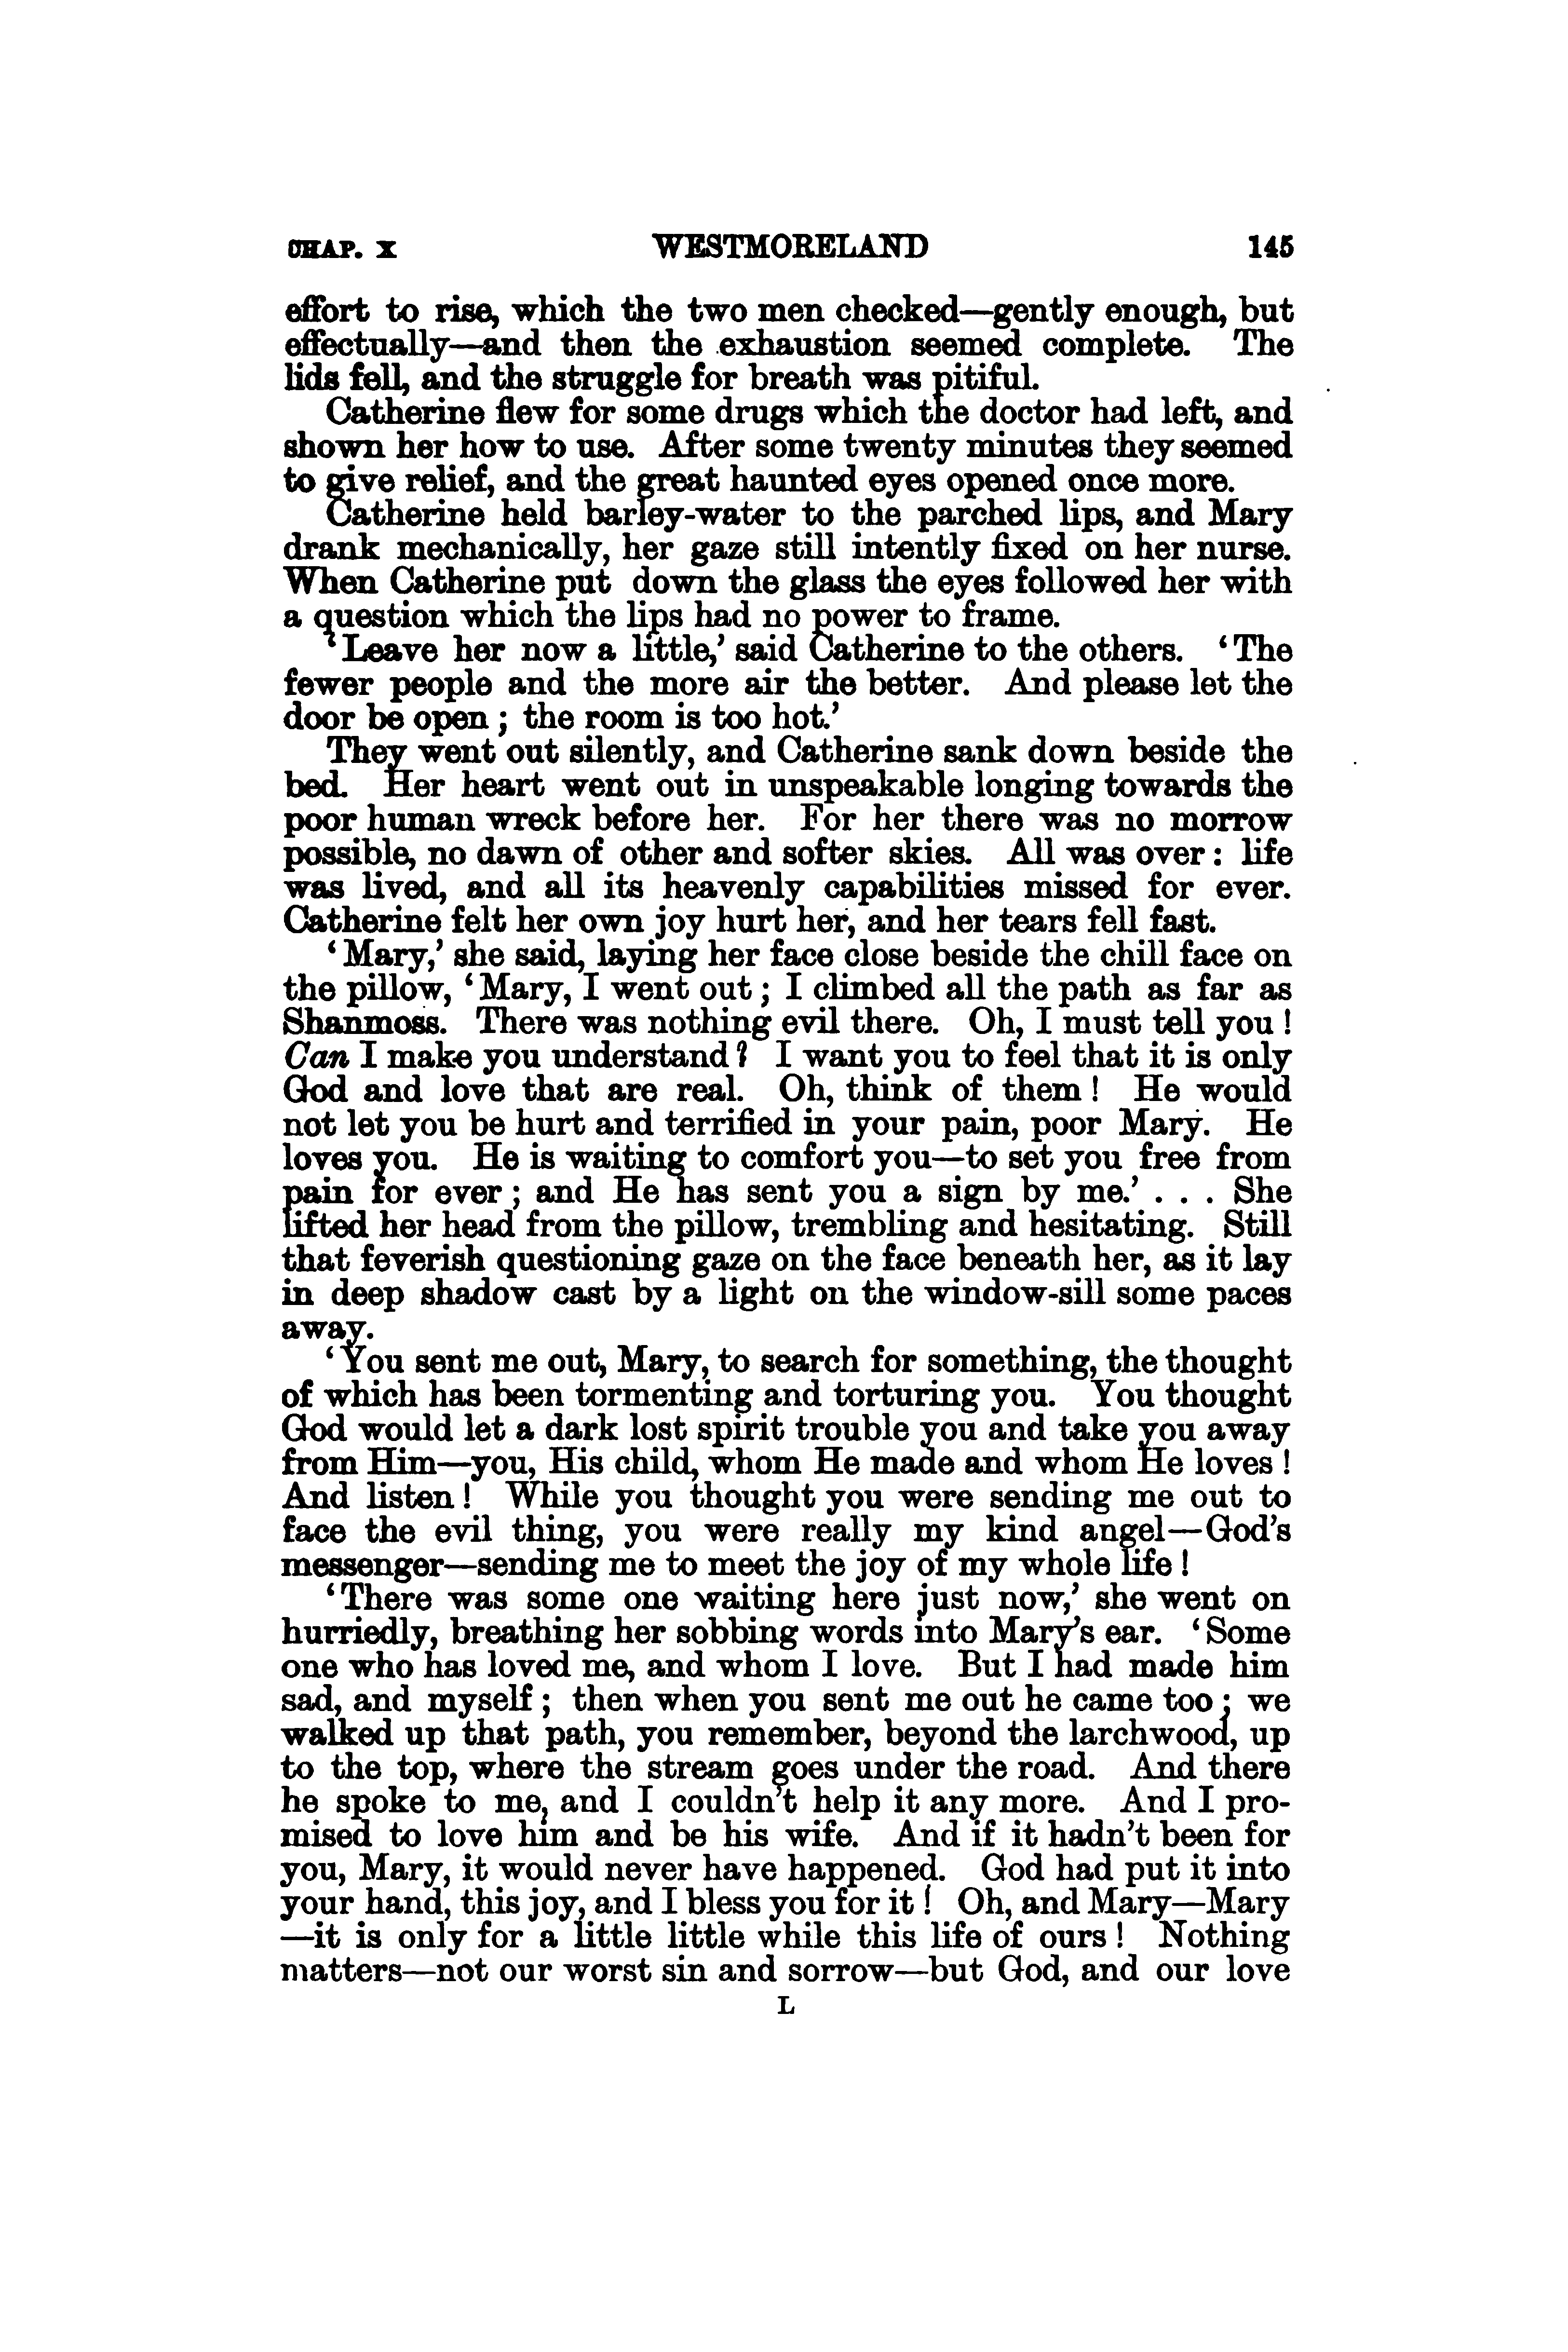 CHAP. X WESTMORELAND 145
effort to rise, which the two men checked—gently enough, but
effectually—and then the exhaustion seemed complete. The
lids fell, and the struggle for breath was pitiful.
Catherine flew for some drugs which the doctor had left, and
shown her how to use. After some twenty minutes they seemed
to give relief, and the great haunted eyes opened once more.
Catherine held barley-water to the parched lips, and Mary
drank mechanically, her gaze still intently fixed on her nurse.
When Catherine put down the glass the eyes followed her with
a question which the lips had no power to frame.
‘Leave her now a little,’ said Catherine to the others. ‘The
fewer people and the more air the better. And please let the
door be open; the room is too hot.’
They went out silently, and Catherine sank down beside the
bed. Her heart went out in unspeakable longing towards the
poor human wreck before her. For her there was no morrow
possible, no dawn of other and softer skies. All was over: life
was lived, and all its heavenly capabilities missed for ever.
Catherine felt her own joy hurt her, and her tears fell fast.
‘Mary,’ she said, laying her face close beside the chill face on
the pillow, ‘Mary, I went out; I climbed all the path as far as
Shanmoss. There was nothing evil there. Oh, I must tell you!
Can I make you understand? I want you to feel that it is only
God and love that are real. Oh, think of them! He would
not let you be hurt and terrified in your pain, poor Mary. He
loves you. He is waiting to comfort you—to set you free from
pain for ever; and He has sent you a sign by me.’ . . . She
lifted her head from the pillow, trembling and hesitating. Still
that feverish questioning gaze on the face beneath her, as it lay
in deep shadow cast by a light on the window-sill some paces
away.
‘You sent me out, Mary, to search for something, the thought
of which has been tormenting and torturing you. You thought
God would let a dark lost spirit trouble you and take you away
from Him—you, His child, whom He made and whom He loves!
And listen! While you thought you were sending me out to
face the evil thing, you were really my kind angel—God’s
messenger—sending me to meet the joy of my whole life!
‘There was some one waiting here just now,’ she went on
hurriedly, breathing her sobbing words into Mary’s ear. ‘Some
one who has loved me, and whom I love. But I had made him
sad, and myself; then when you sent me out he came too; we
walked up that path, you remember, beyond the larchwood, up
to the top, where the stream goes under the road. And there
he spoke to me, and I couldn’t help it any more. And I pro-
mised to love him and be his wife. And if it hadn’t been for
you, Mary, it would never have happened. God had put it into
your hand, this joy, and I bless you for it! Oh, and Mary—Mary
—it is only for a little little while this life of ours! Nothing
matters—not our worst sin and sorrow—but God, and our love
L